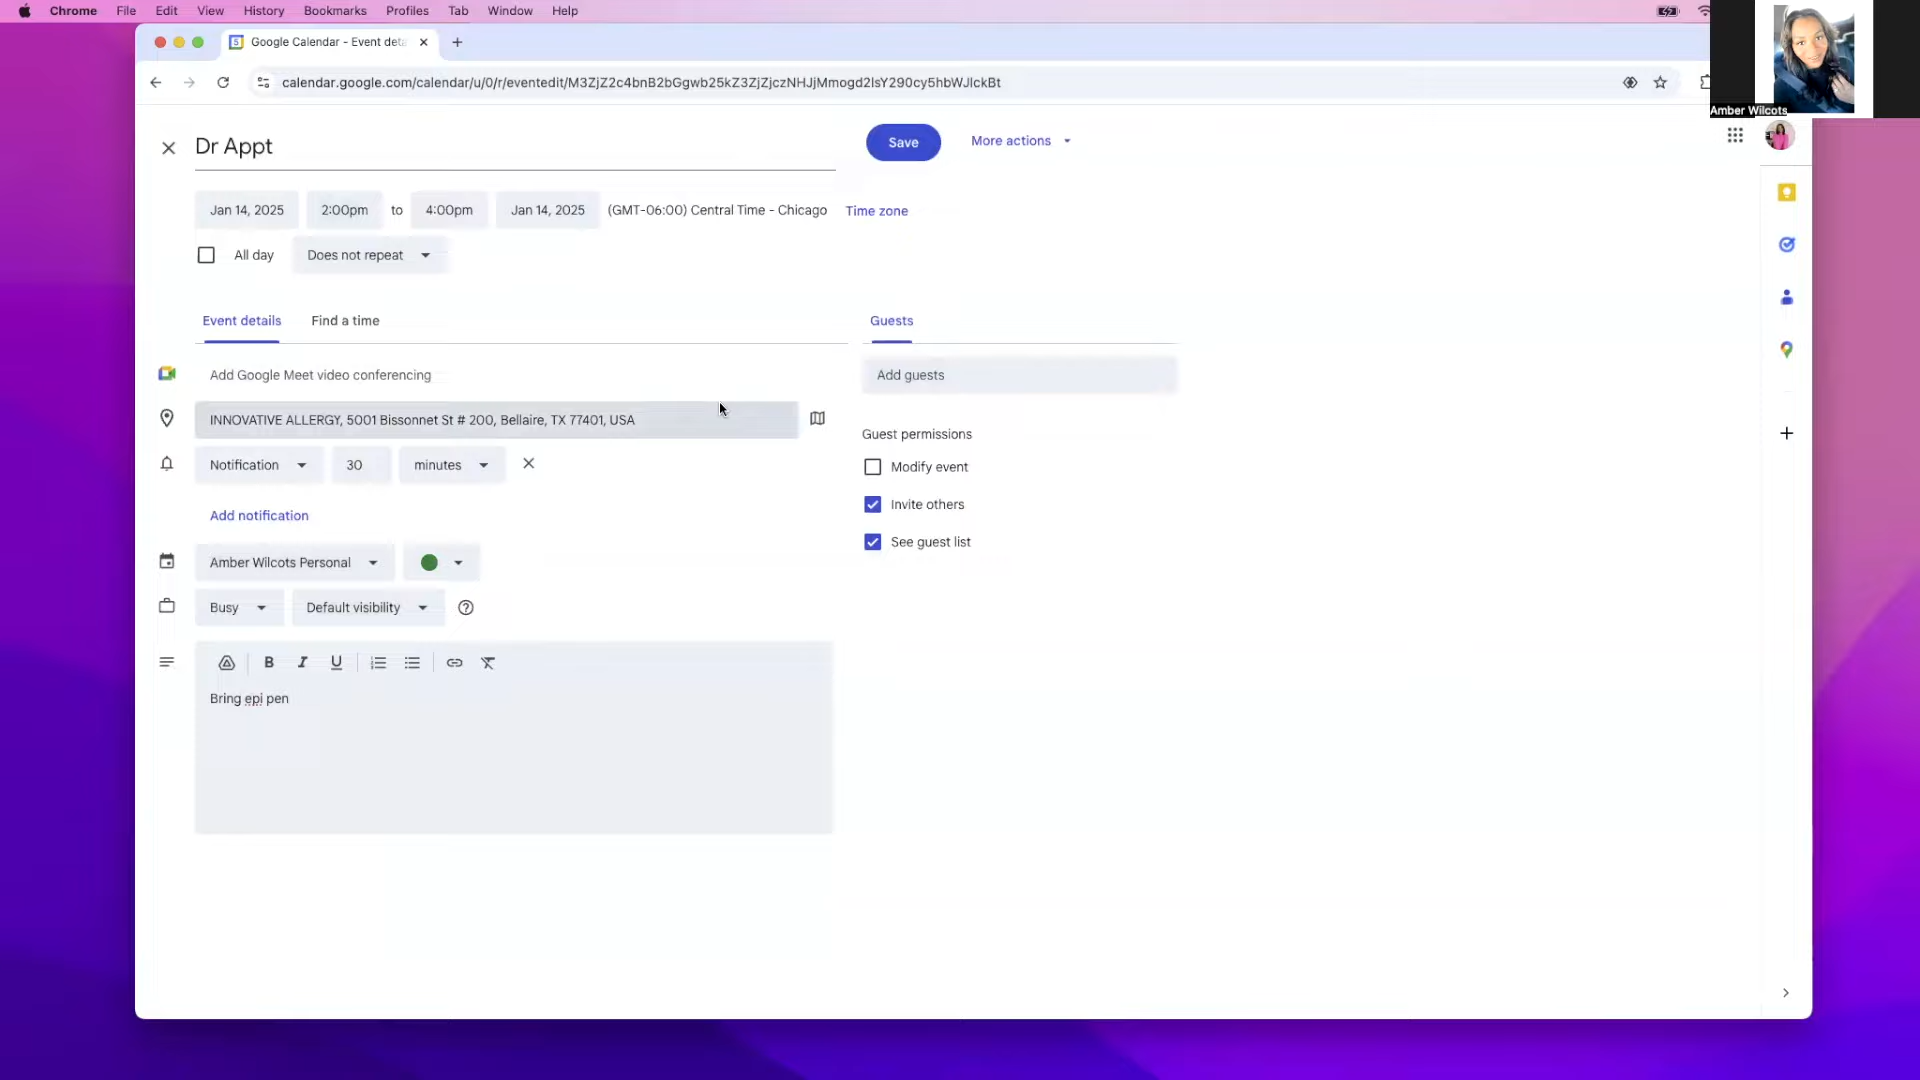 Chrome File Edit View History Bookmarks Profiles Tab Window Help
Google Calendar - Event deta
calendar.google.com/calendar/u/0/r/eventedit/M3ZjZ2c4bnB2bGgwb25kZ3ZjZjczNHJjMmogd2lsY290cy5hbWJlckBt
Amber Wilcots
Dr Appt
Save
More actions
Jan 14, 2025 2:00pm to 4:00pm Jan 14, 2025 (GMT-06:00) Central Time - Chicago Time zone
All day Does not repeat
Event details Find a time
Guests
Add Google Meet video conferencing
Add guests
INNOVATIVE ALLERGY, 5001 Bissonnet St # 200, Bellaire, TX 77401, USA
Guest permissions
Notification 30 minutes
Modify event
Invite others
Add notification
See guest list
Amber Wilcots Personal
Busy Default visibility
B I U
Bring epi pen